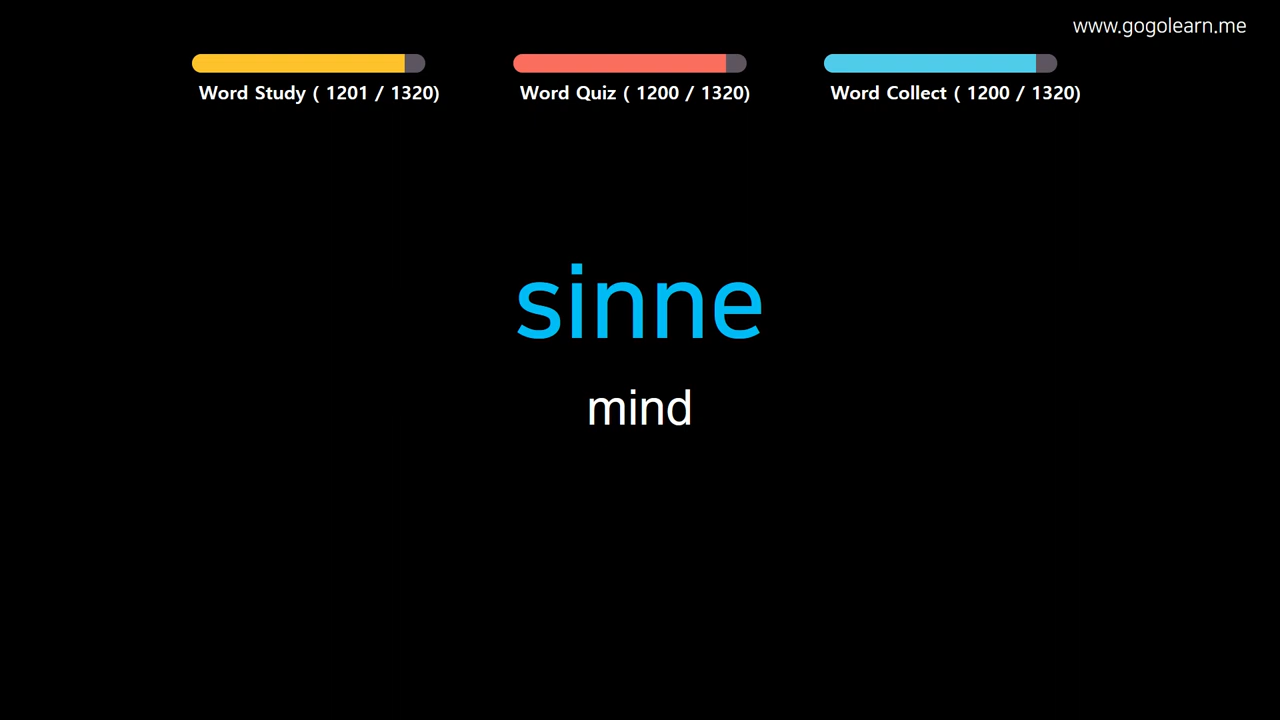 www.gogolearn.me
Word Study ( 1201 / 1320)
Word Quiz ( 1200 / 1320)
Word Collect ( 1200 / 1320)
sinne
mind